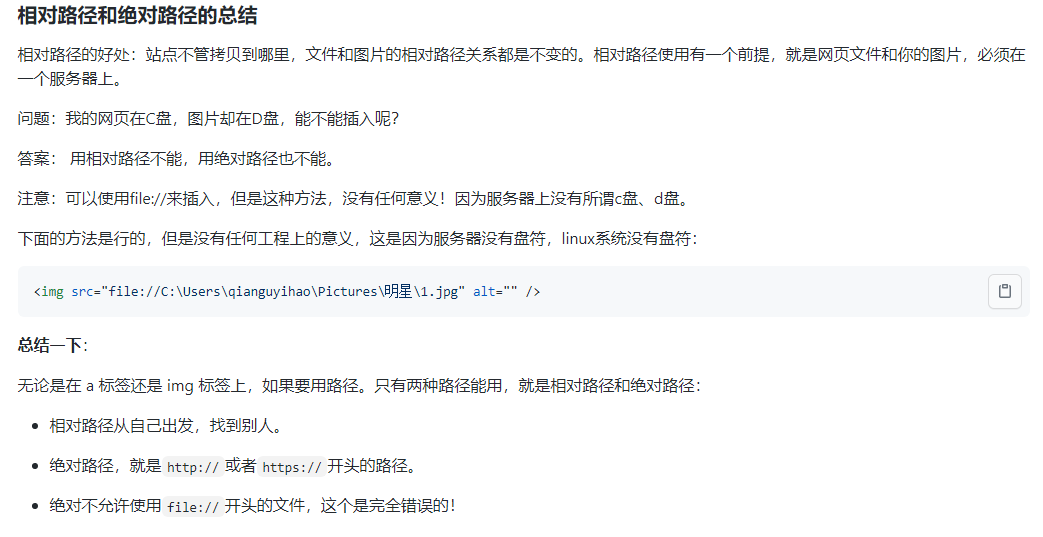 相对路径和绝对路径的总结
相对路径的好处：站点不管拷贝到哪里，文件和图片的相对路径关系都是不变的。相对路径使用有一个前提，就是网页文件和你的图片，必须在
一个服务器上。
问题：我的网页在C盘，图片却在D盘，能不能插入呢？
答案： 用相对路径不能，用绝对路径也不能。
注意：可以使用file://来插入，但是这种方法，没有任何意义！因为服务器上没有所谓c盘、d盘。
下面的方法是行的，但是没有任何工程上的意义，这是因为服务器没有盘符，linux系统没有盘符：
<img src="file://C:\Users\qianguyihao\Pictures\明星\1.jpg" alt="" />
总结一下：
无论是在 a 标签还是 img 标签上，如果要用路径。只有两种路径能用，就是相对路径和绝对路径：
• 相对路径从自己出发，找到别人。
• 绝对路径，就是 http:// 或者 https:// 开头的路径。
• 绝对不允许使用 file:// 开头的文件，这个是完全错误的！